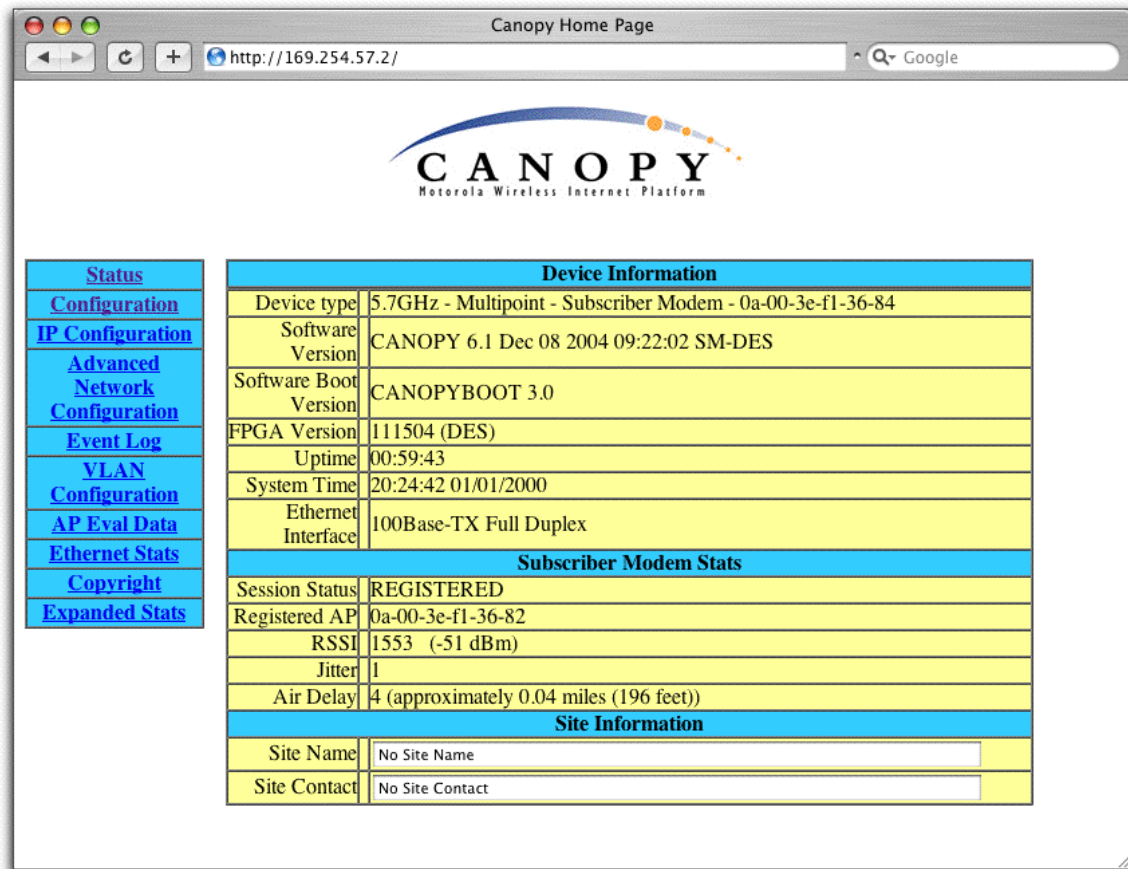 Canopy Home Page
http://169.254.57.2/
Google
CANOPY
Motorola Wireless Internet Platform
Status
Configuration
IP Configuration
Advanced
Network
Configuration
Event Log
VLAN
Configuration
AP Eval Data
Ethernet Stats
Copyright
Expanded Stats
Device Information
Device type 5.7GHz - Multipoint - Subscriber Modem - 0a-00-3e-f1-36-84
Software
Version CANOPY 6.1 Dec 08 2004 09:22:02 SM-DES
Software Boot
Version CANOPYBOOT 3.0
FPGA Version 111504 (DES)
Uptime 00:59:43
System Time 20:24:42 01/01/2000
Ethernet
Interface 100Base-TX Full Duplex
Subscriber Modem Stats
Session Status REGISTERED
Registered AP 0a-00-3e-f1-36-82
RSSI 1553 (-51 dBm)
Jitter 1
Air Delay 4 (approximately 0.04 miles (196 feet))
Site Information
Site Name No Site Name
Site Contact No Site Contact